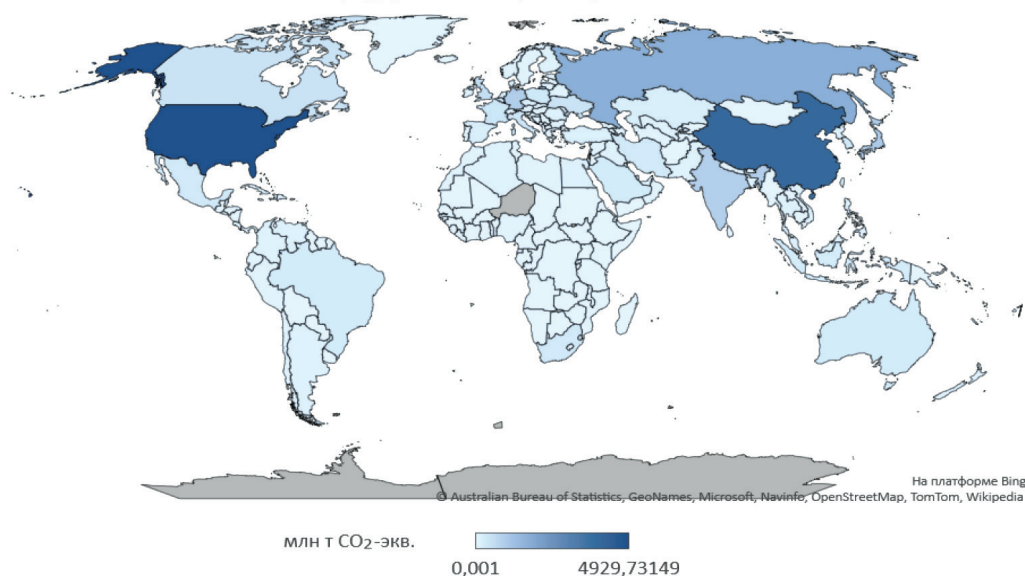 На платформе Bing
© Australian Bureau of Statistics, GeoNames, Microsoft, Navinfo, OpenStreetMap, TomTom, Wikipedia
млн т CO₂-экв.
0,001 4929,73149